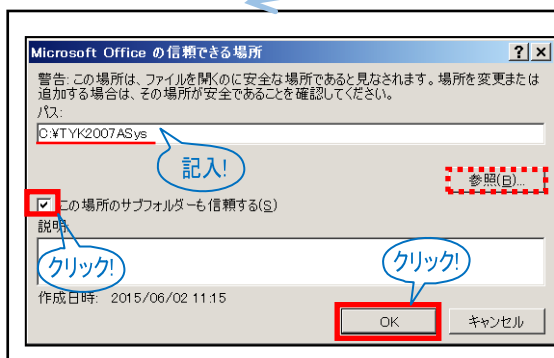 Microsoft Office の信頼できる場所
警告: この場所は、ファイルを開くのに安全な場所であると見なされます。場所を変更または
追加する場合は、その場所が安全であることを確認してください。
パス:
C:¥TYK2007ASys
記入!
参照(B)...
この場所のサブフォルダーも信頼する(S)
説明
クリック!
クリック!
作成日時: 2015/06/02 11:15
OK
キャンセル